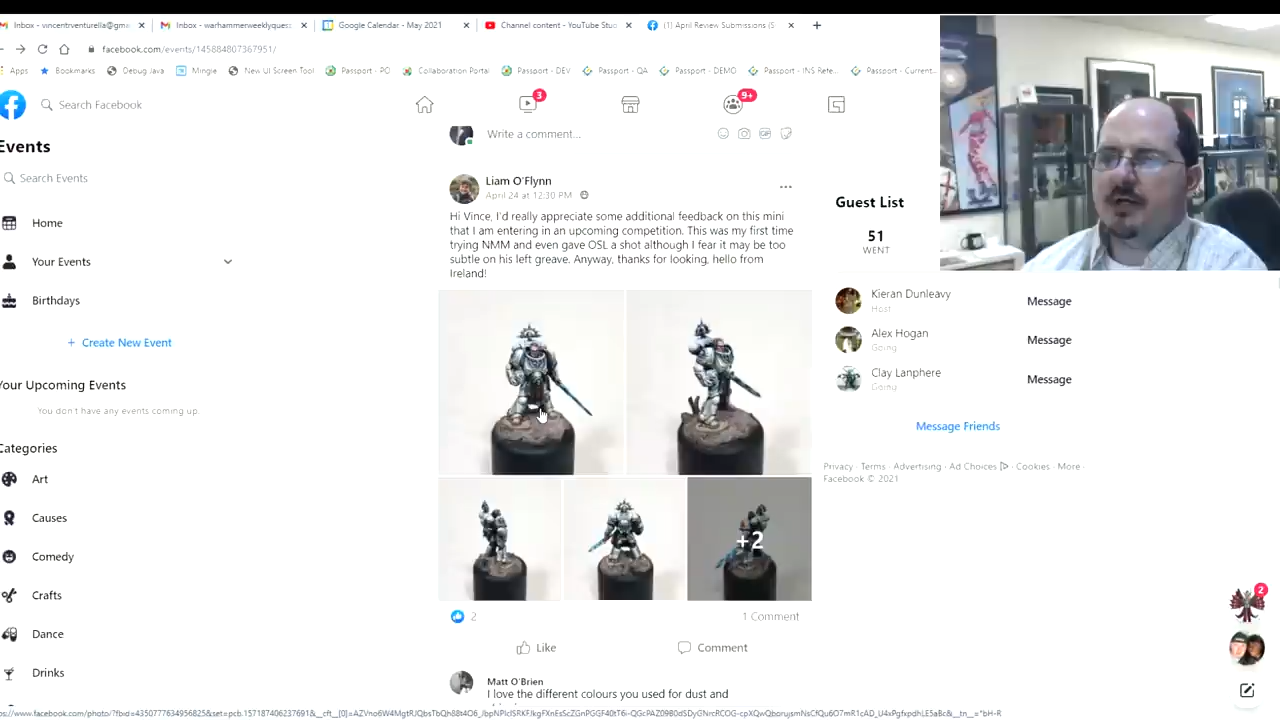 Inbox - vincentrventurella@gm
Inbox - warhammerweeklyques
Google Calendar - May 2021
Channel content - YouTube Stu
(1) April Review Submissions (S
facebook.com/events/145884807367951/
Apps
Bookmarks
Debug Java
Mingle
New UI Screen Tool
Passport - PO
Collaboration Portal
Passport - DEV
Passport - QA
Passport - DEMO
Passport - INS Refe...
Passport - Current...
Search Facebook
3
9+
Events
Search Events
Home
Your Events
Birthdays
+ Create New Event
Your Upcoming Events
You don't have any events coming up.
Categories
Art
Causes
Comedy
Crafts
Dance
Drinks
Write a comment...
Liam O'Flynn
April 24 at 12:30 PM
Hi Vince, I'd really appreciate some additional feedback on this mini
that I am entering in an upcoming competition. This was my first time
trying NMM and even gave OSL a shot although I fear it may be too
subtle on his left greave. Anyway, thanks for looking, hello from
Ireland!
+2
2
1 Comment
Like
Comment
Matt O'Brien
I love the different colours you used for dust and
Guest List
51
WENT
Kieran Dunleavy
Host
Message
Alex Hogan
Going
Message
Clay Lanphere
Going
Message
Message Friends
Privacy · Terms · Advertising · Ad Choices · Cookies · More ·
Facebook © 2021
2